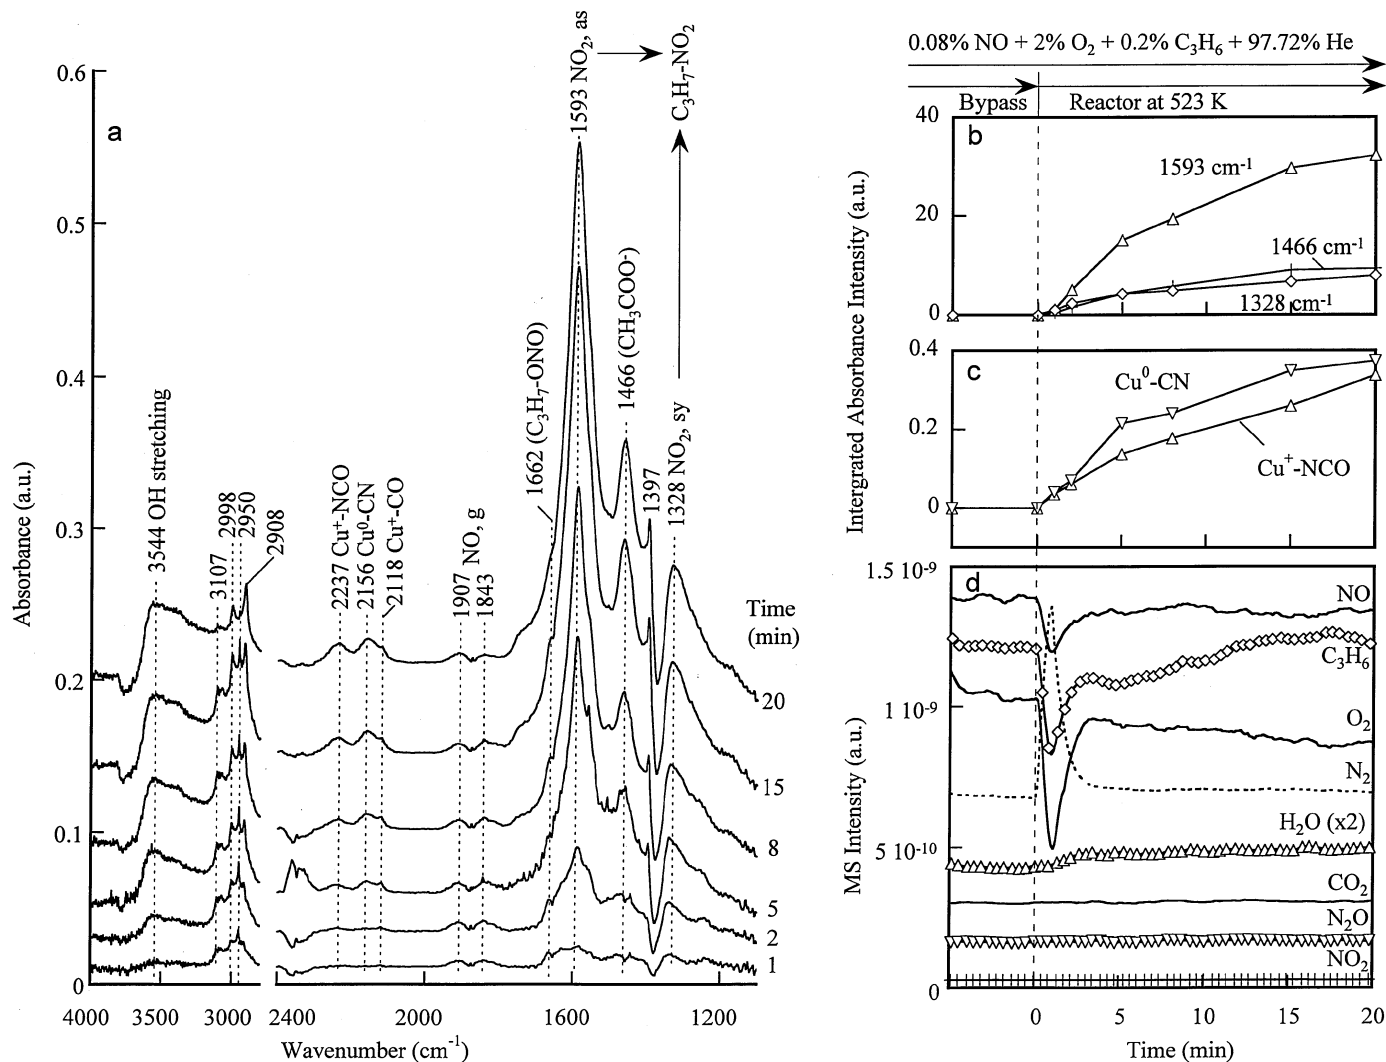 a
0.6
0.5
0.4
0.3
0.2
0.1
0
Absorbance (a.u.)
4000 3500 3000 2400 2000 1600 1200
Wavenumber (cm⁻¹)
3544 OH stretching
3107
2998
2950
2908
2237 Cu⁺-NCO
2156 Cu⁰-CN
2118 Cu⁺-CO
1907 NO, g
1843
1662 (C₃H₇-ONO)
1593 NO₂, as
C₃H₇-NO₂
1466 (CH₃COO⁻)
1397
1328 NO₂, sy
Time
(min)
20
15
8
5
2
1
0.08% NO + 2% O₂ + 0.2% C₃H₆ + 97.72% He
Bypass Reactor at 523 K
b
40
20
0
1593 cm⁻¹
1466 cm⁻¹
1328 cm⁻¹
Intergrated Absorbance Intensity (a.u.)
c
0.4
0.2
0
Cu⁰-CN
Cu⁺-NCO
d
1.5 10⁻⁹
1 10⁻⁹
5 10⁻¹⁰
0
MS Intensity (a.u.)
NO
C₃H₆
O₂
N₂
H₂O (x2)
CO₂
N₂O
NO₂
0 5 10 15 20
Time (min)